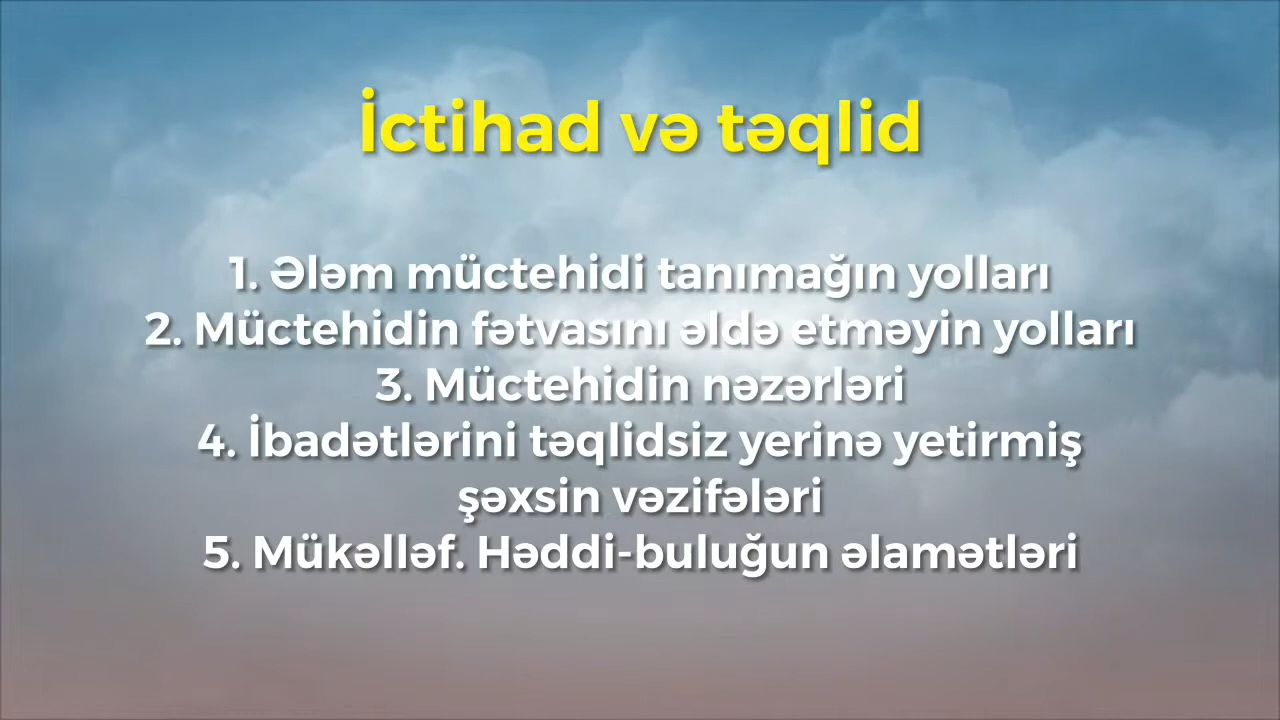 İctihad və təqlid
1. Ələm müctehidi tanımağın yolları
2. Müctehidin fətvasını əldə etməyin yolları
3. Müctehidin nəzərləri
4. İbadətlərini təqlidsiz yerinə yetirmiş
şəxsin vəzifələri
5. Mükəlləf. Həddi-buluğun əlamətləri